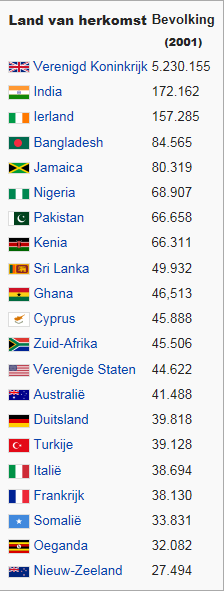 Land van herkomst Bevolking
(2001)
Verenigd Koninkrijk 5.230.155
India 172.162
Ierland 157.285
Bangladesh 84.565
Jamaica 80.319
Nigeria 68.907
Pakistan 66.658
Kenia 66.311
Sri Lanka 49.932
Ghana 46,513
Cyprus 45.888
Zuid-Afrika 45.506
Verenigde Staten 44.622
Australië 41.488
Duitsland 39.818
Turkije 39.128
Italië 38.694
Frankrijk 38.130
Somalië 33.831
Oeganda 32.082
Nieuw-Zeeland 27.494